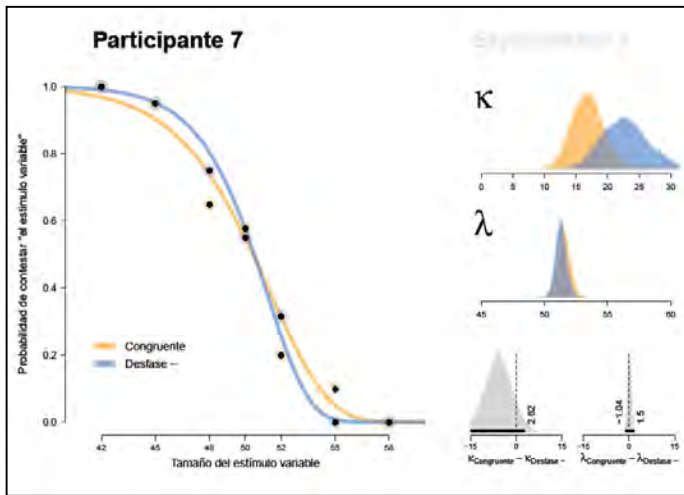 Participante 7
Probabilidad de contestar "el estímulo variable"
1.0
0.8
0.6
0.4
0.2
0.0
Congruente
Desfase –
42 45 48 50 52 55 58
Tamaño del estímulo variable
κ
0 5 10 15 20 25 30
λ
45 50 55 60
2.62
-15 0 15
κCongruente – κDesfase –
-1.04
1.5
-15 0 15
λCongruente – λDesfase –